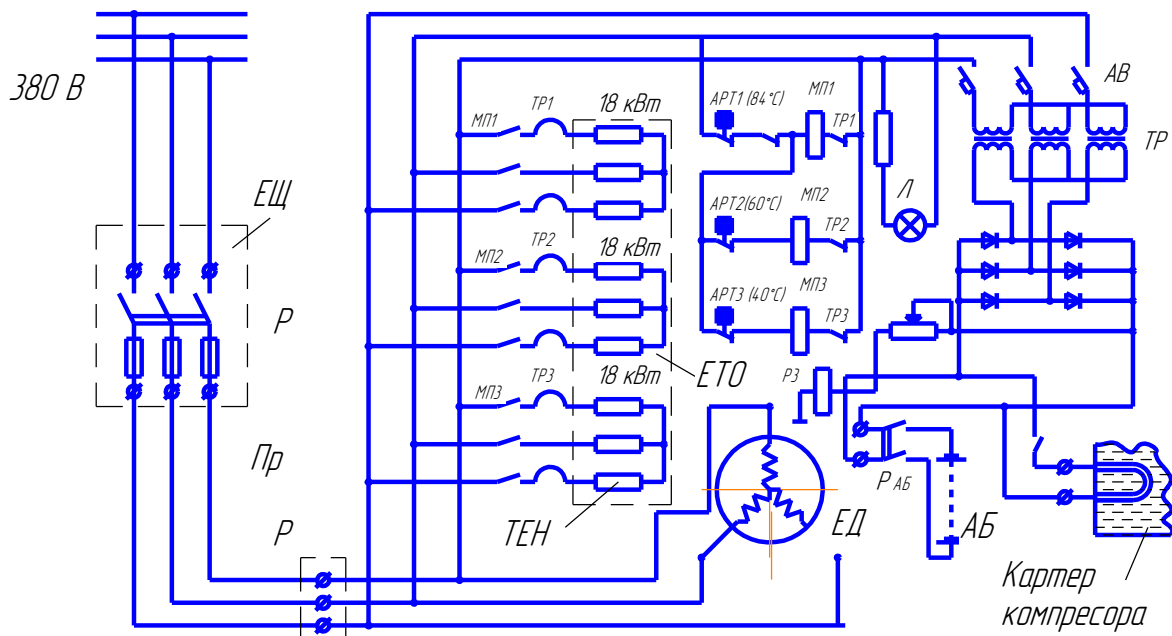 380 В
ЕЩ
Р
Пр
Р
МП1
ТР1
18 кВт
МП2
ТР2
18 кВт
МП3
ТР3
18 кВт
ЕТО
ТЕН
АРТ1 (84°С)
МП1
ТР1
АРТ2(60°С)
МП2
ТР2
АРТ3 (40°С)
МП3
ТР3
Л
АВ
ТР
РЗ
ЕД
Р АБ
АБ
Картер
компресора